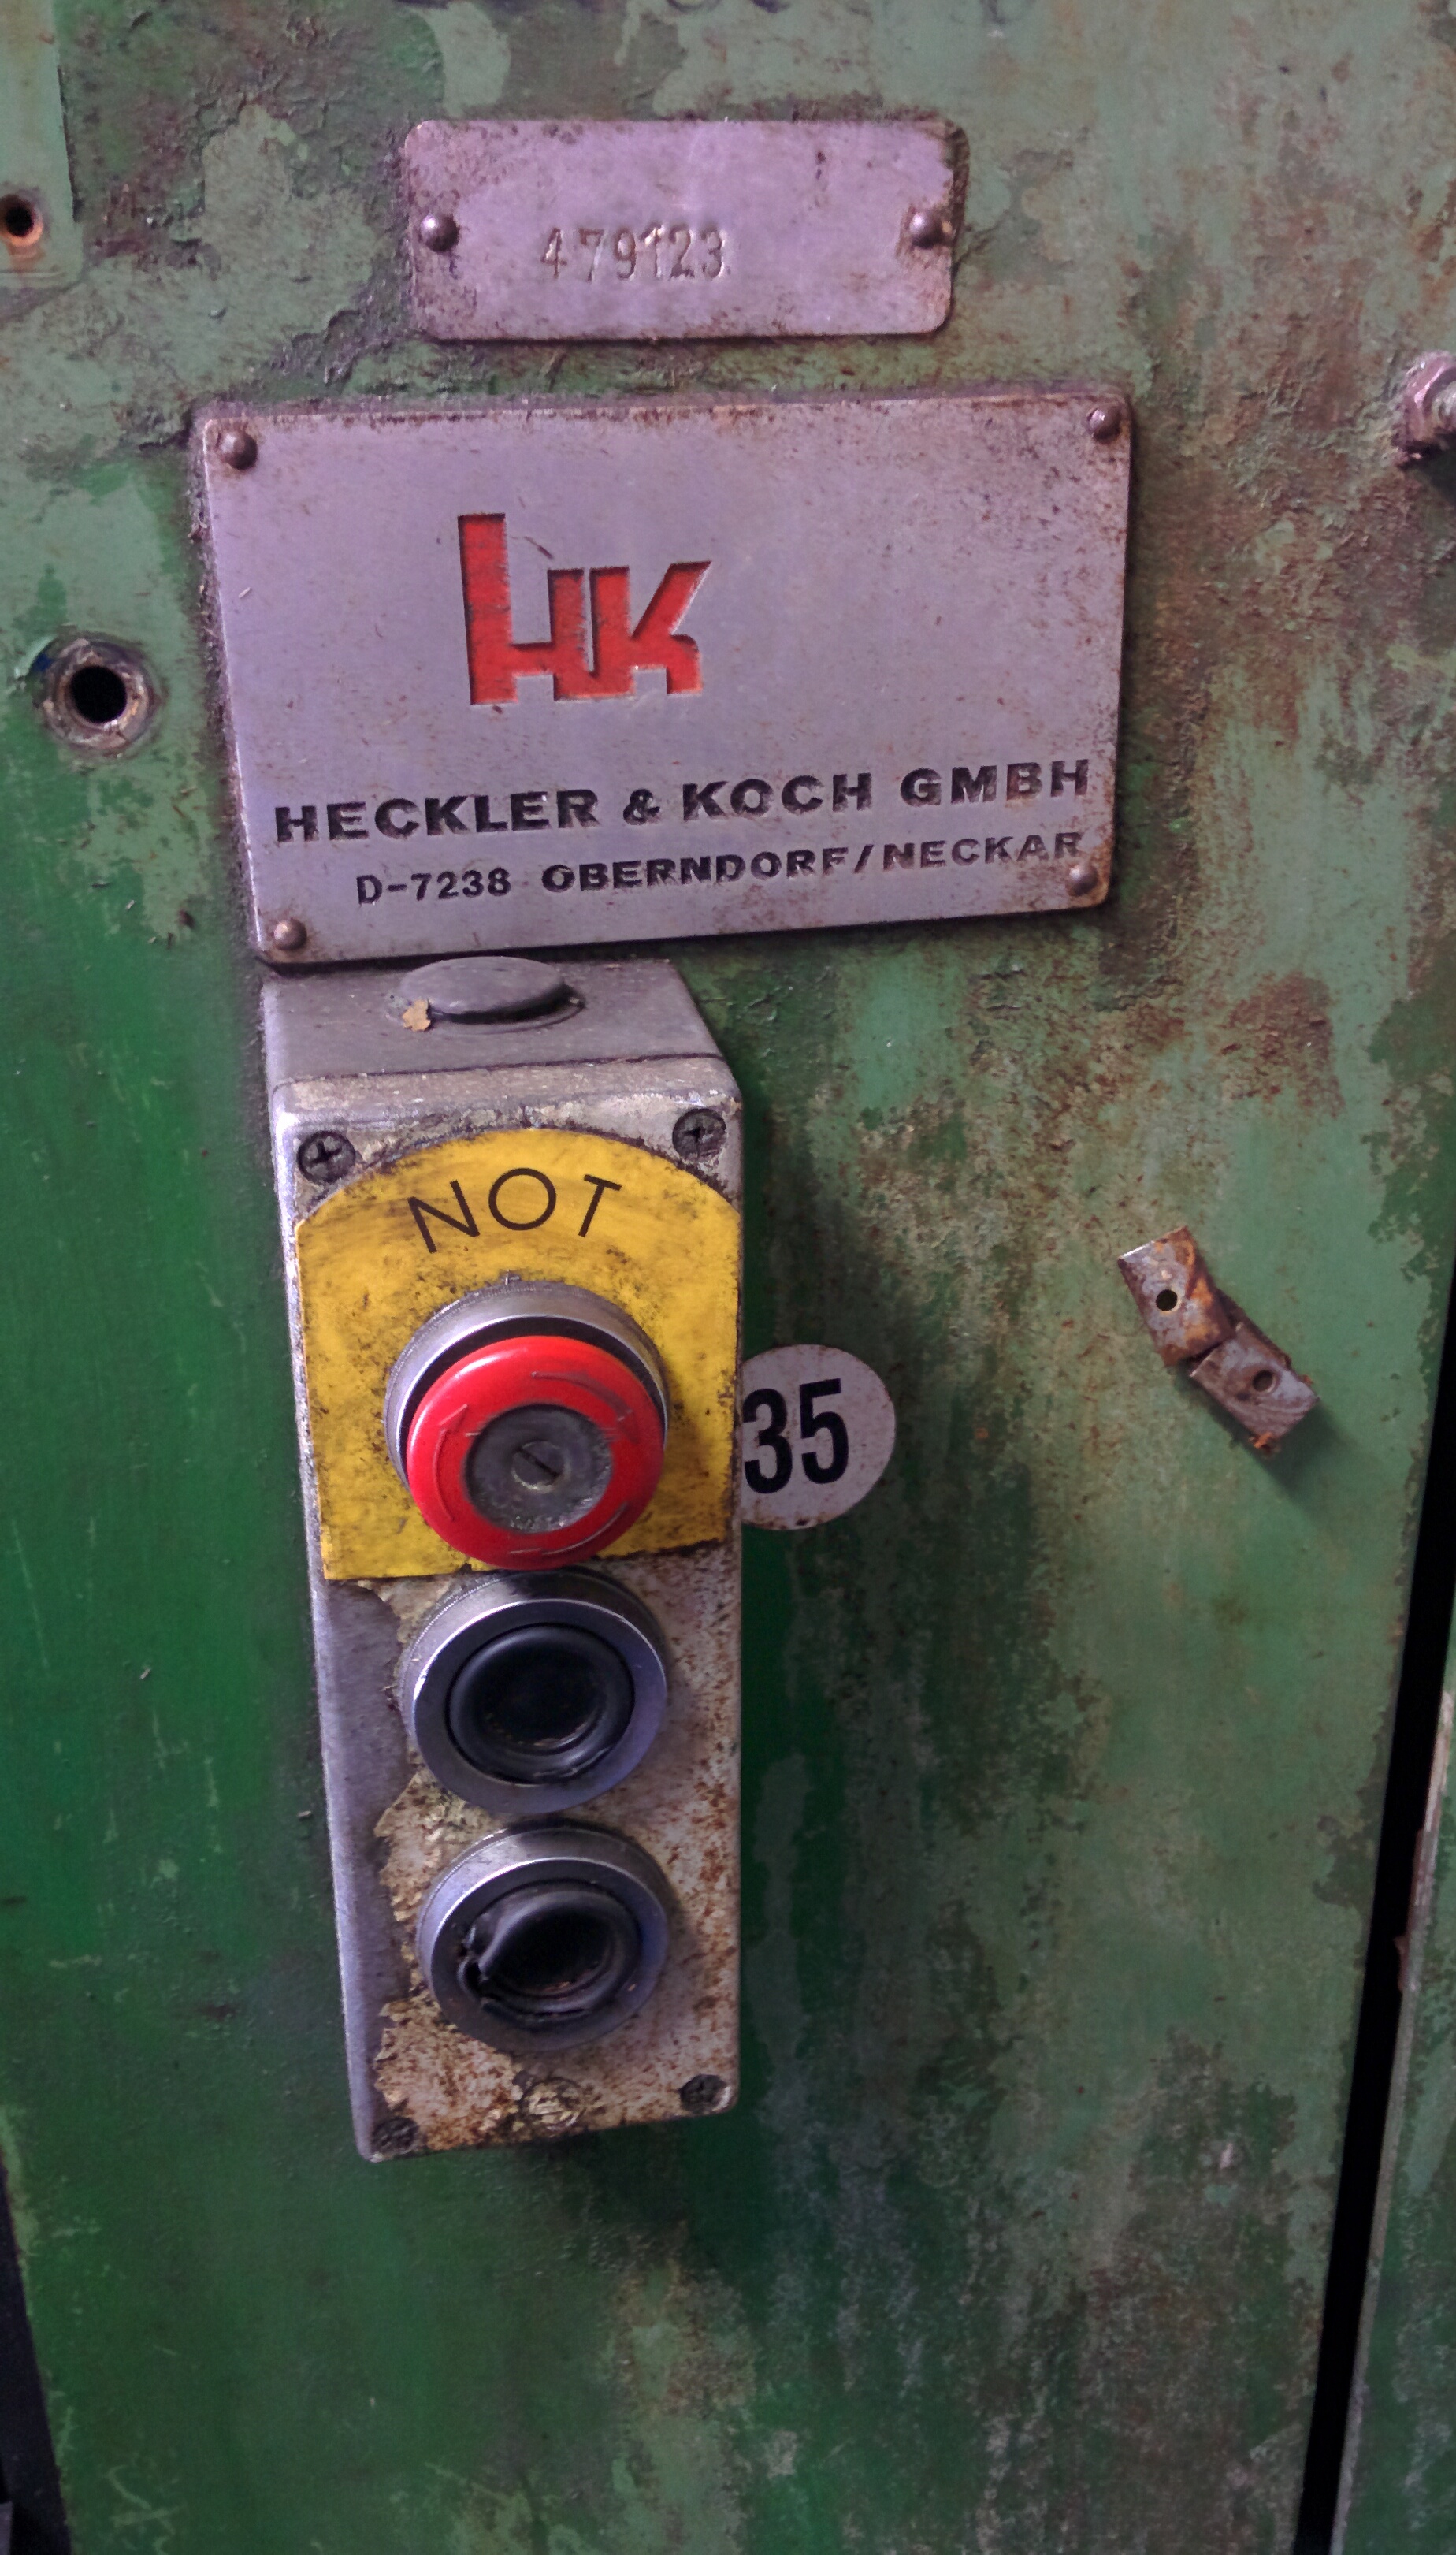 479123
HK
HECKLER & KOCH GMBH
D-7238 OBERNDORF/NECKAR
NOT
35